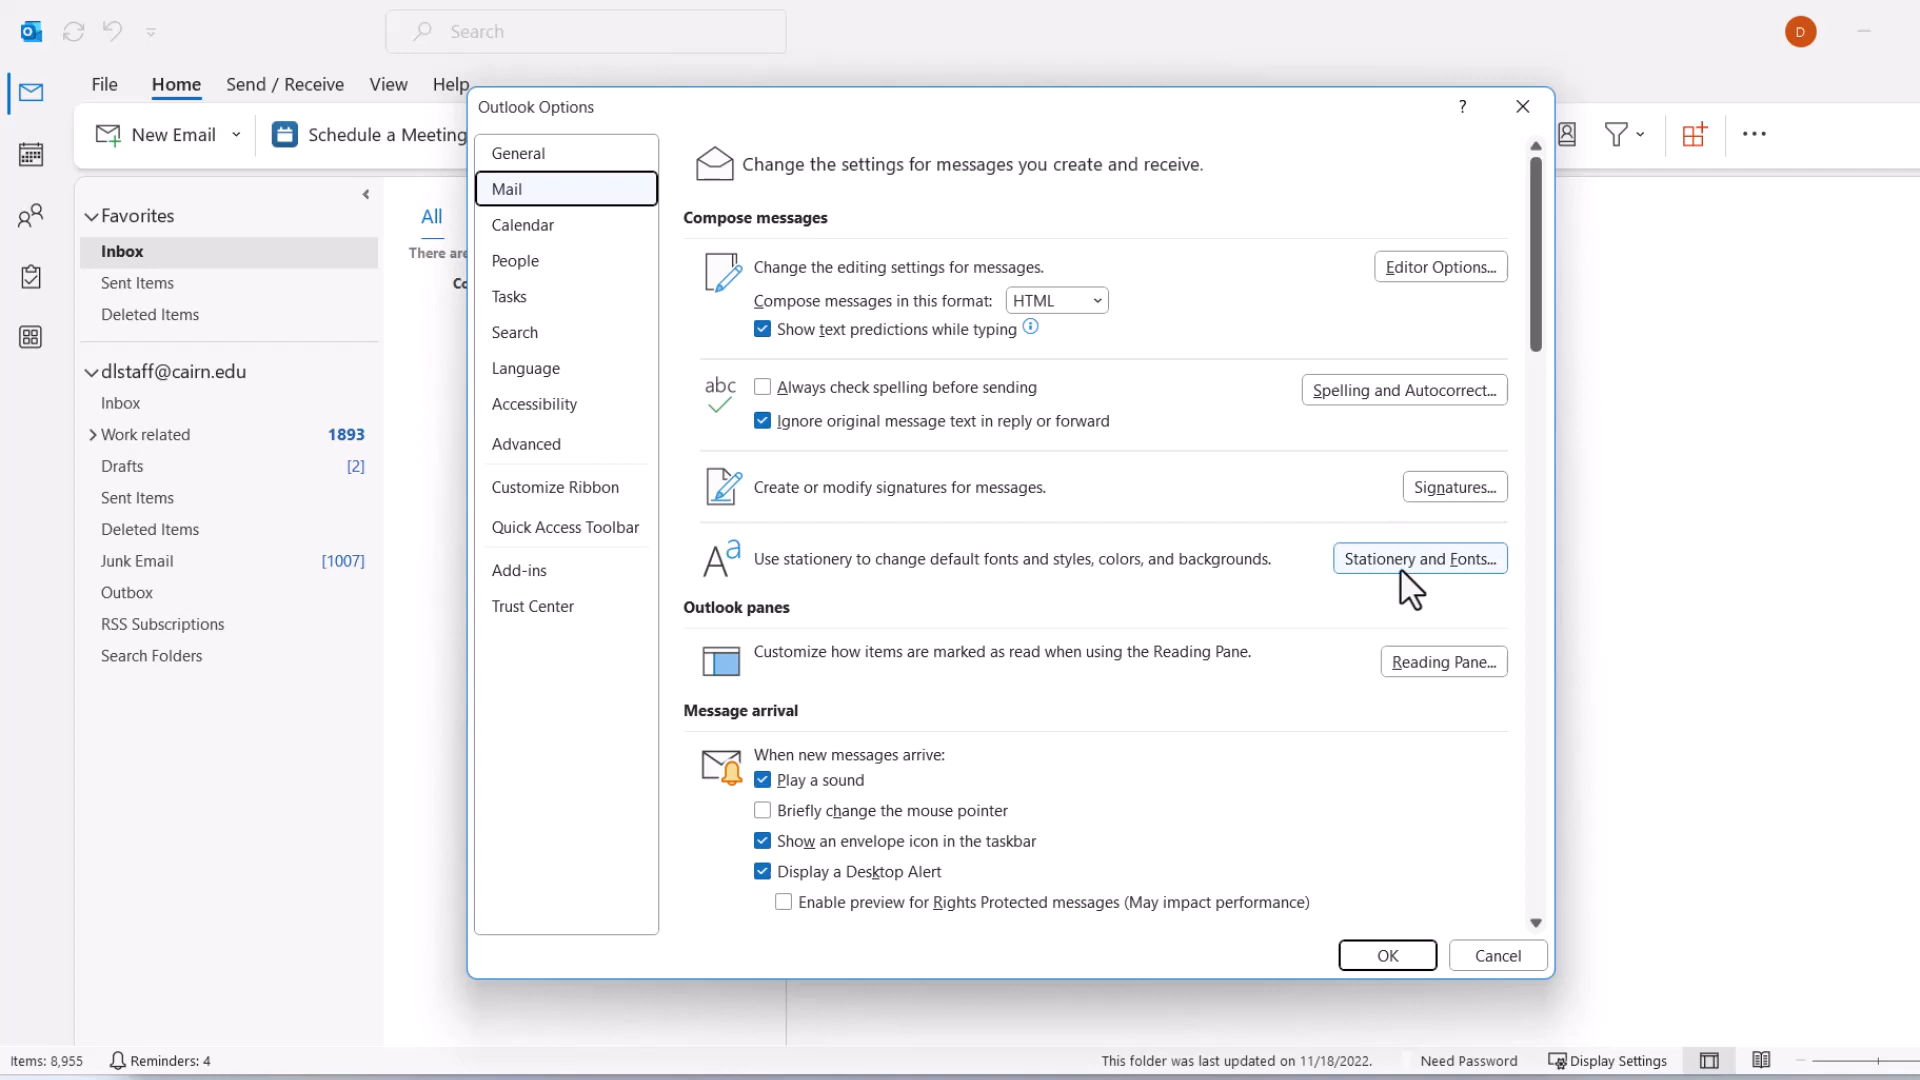 Search
D
File Home Send / Receive View Help
New Email
Schedule a Meeting
Favorites
Inbox
Sent Items
Deleted Items
dlstaff@cairn.edu
Inbox
Work related 1893
Drafts [2]
Sent Items
Deleted Items
Junk Email [1007]
Outbox
RSS Subscriptions
Search Folders
All
There are
Outlook Options
?
General
Mail
Calendar
People
Tasks
Search
Language
Accessibility
Advanced
Customize Ribbon
Quick Access Toolbar
Add-ins
Trust Center
Change the settings for messages you create and receive.
Compose messages
Change the editing settings for messages.
Editor Options...
Compose messages in this format: HTML
Show text predictions while typing
abc
Always check spelling before sending
Spelling and Autocorrect...
Ignore original message text in reply or forward
Create or modify signatures for messages.
Signatures...
Use stationery to change default fonts and styles, colors, and backgrounds.
Stationery and Fonts...
Outlook panes
Customize how items are marked as read when using the Reading Pane.
Reading Pane...
Message arrival
When new messages arrive:
Play a sound
Briefly change the mouse pointer
Show an envelope icon in the taskbar
Display a Desktop Alert
Enable preview for Rights Protected messages (May impact performance)
OK Cancel
Items: 8,955 Reminders: 4 This folder was last updated on 11/18/2022. Need Password Display Settings